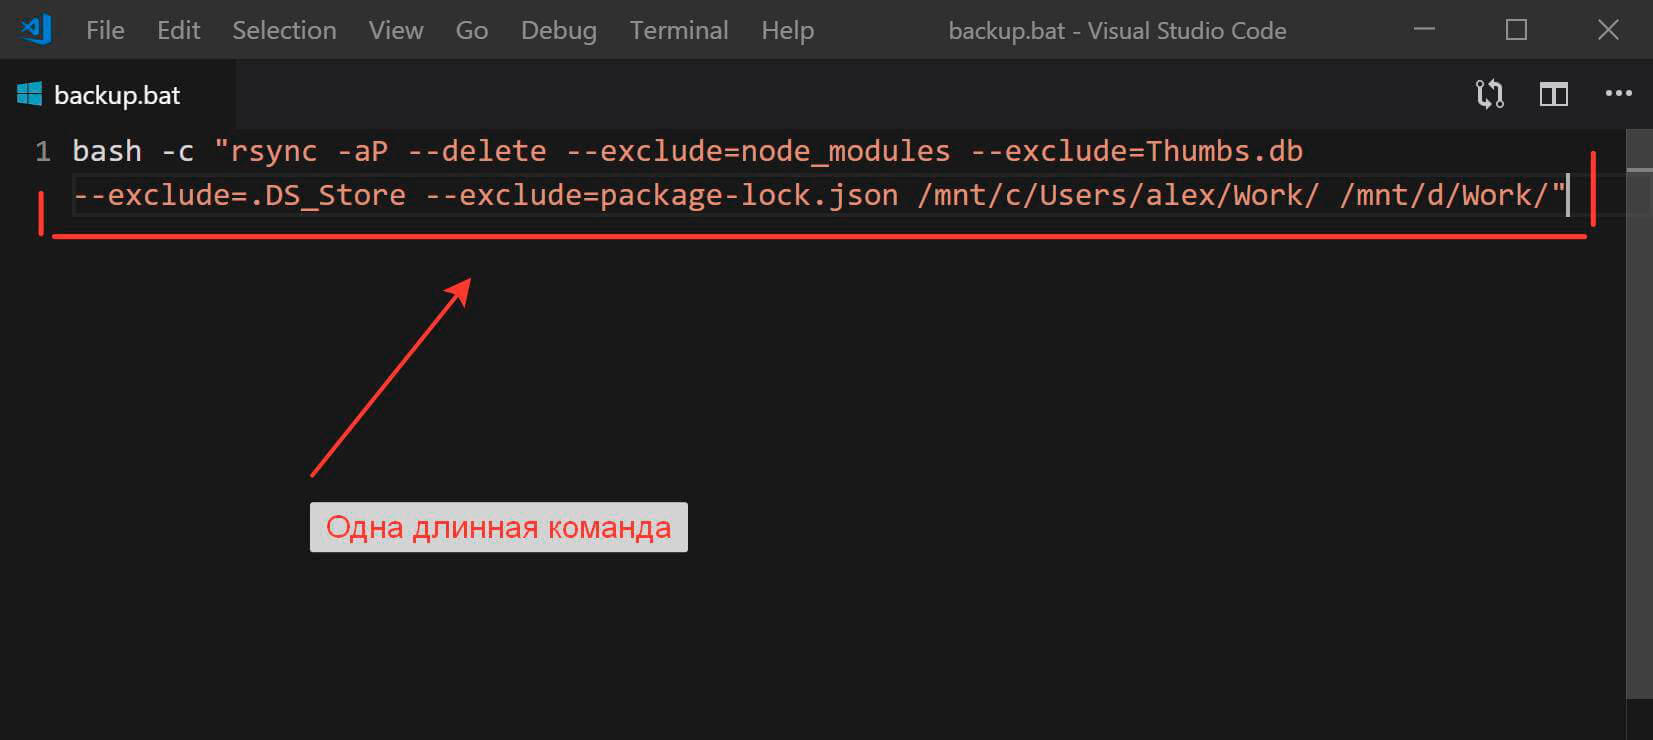 File Edit Selection View Go Debug Terminal Help backup.bat - Visual Studio Code
backup.bat
1 bash -c "rsync -aP --delete --exclude=node_modules --exclude=Thumbs.db
--exclude=.DS_Store --exclude=package-lock.json /mnt/c/Users/alex/Work/ /mnt/d/Work/"
Одна длинная команда